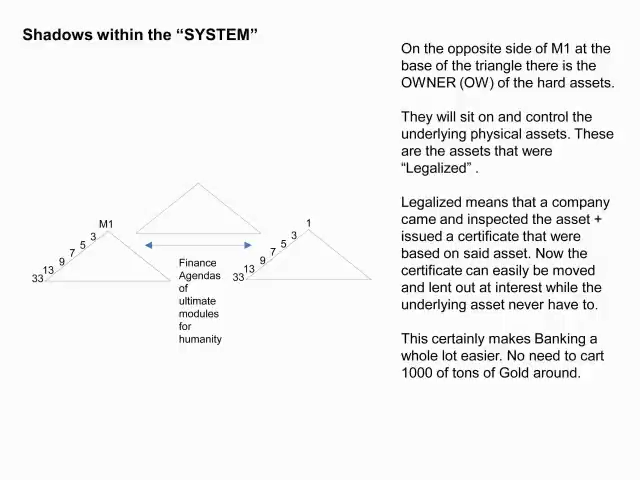 Shadows within the “SYSTEM”
On the opposite side of M1 at the
base of the triangle there is the
OWNER (OW) of the hard assets.
They will sit on and control the
underlying physical assets. These
are the assets that were
“Legalized” .
Legalized means that a company
came and inspected the asset +
issued a certificate that were
based on said asset. Now the
certificate can easily be moved
and lent out at interest while the
underlying asset never have to.
This certainly makes Banking a
whole lot easier. No need to cart
1000 of tons of Gold around.
M1
3
5
7
9
13
33
Finance
Agendas
of
ultimate
modules
for
humanity
1
3
5
7
9
13
33